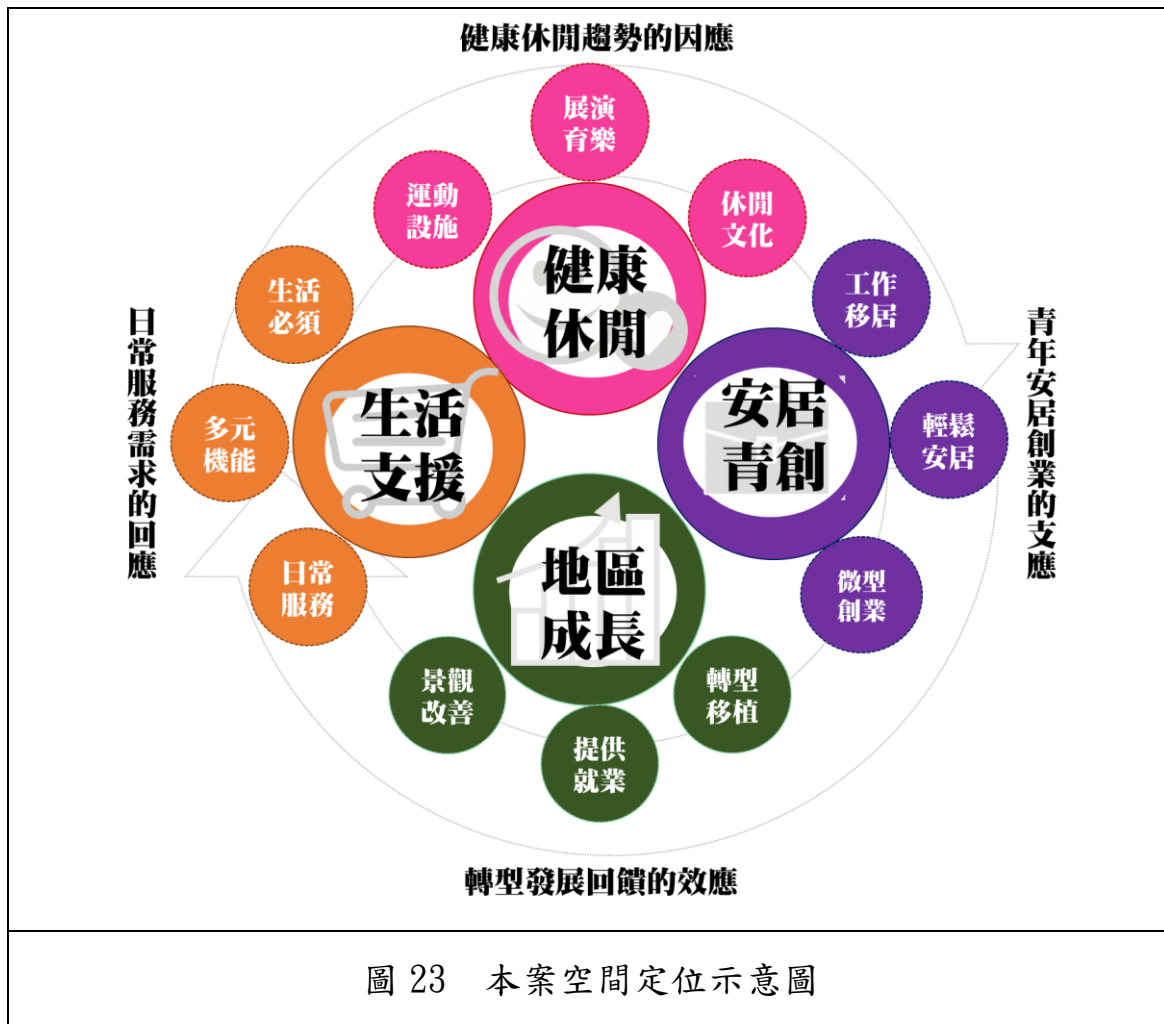 健康休閒趨勢的因應
展演
育樂
運動
設施
休閒
文化
健康
休閒
生活
必須
工作
移居
日常服務需求的回應
青年安居創業的支應
多元
機能
生活
支援
安居
青創
輕鬆
安居
日常
服務
地區
成長
微型
創業
景觀
改善
轉型
移植
提供
就業
轉型發展回饋的效應
圖 23 本案空間定位示意圖